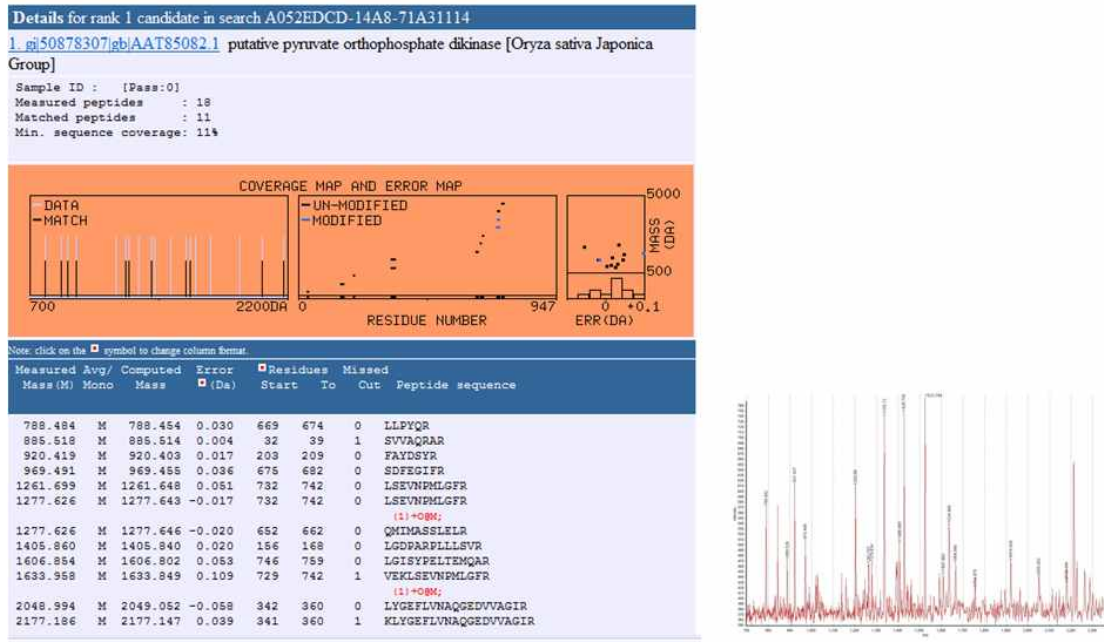 Details for rank 1 candidate in search A052EDCD-14A8-71A31114
1. gi|50878307|gb|AAT85082.1 putative pyruvate orthophosphate dikinase [Oryza sativa Japonica
Group]
Sample ID : [Pass:0]
Measured peptides : 18
Matched peptides : 11
Min. sequence coverage: 11%
COVERAGE MAP AND ERROR MAP
DATA
MATCH
UN-MODIFIED
MODIFIED
5000
MASS
(DA)
500
700 2200DA 0 947 0 +0.1
RESIDUE NUMBER ERR(DA)
Note: click on the symbol to change column format.
Measured Avg/ Computed Error Residues Missed
Mass(M) Mono Mass (Da) Start To Cut Peptide sequence
788.484 M 788.454 0.030 669 674 0 LLPYQR
885.518 M 885.514 0.004 32 39 1 SVVAQRAR
920.419 M 920.403 0.017 203 209 0 FAYDSYR
969.491 M 969.455 0.036 675 682 0 SDFEGIFR
1261.699 M 1261.648 0.051 732 742 0 LSEVNPMLGFR
1277.626 M 1277.643 -0.017 732 742 0 LSEVNPMLGFR
(1)+O@M;
1277.626 M 1277.646 -0.020 652 662 0 QMIMASSLELR
1405.860 M 1405.840 0.020 156 168 0 LGDPARPLLLSVR
1606.854 M 1606.802 0.053 746 759 0 LGISYPELTEMQAR
1633.958 M 1633.849 0.109 729 742 1 VEKLSEVNPMLGFR
(1)+O@M;
2048.994 M 2049.052 -0.058 342 360 0 LYGEFLVNAQGEDVVAGIR
2177.186 M 2177.147 0.039 341 360 1 KLYGEFLVNAQGEDVVAGIR